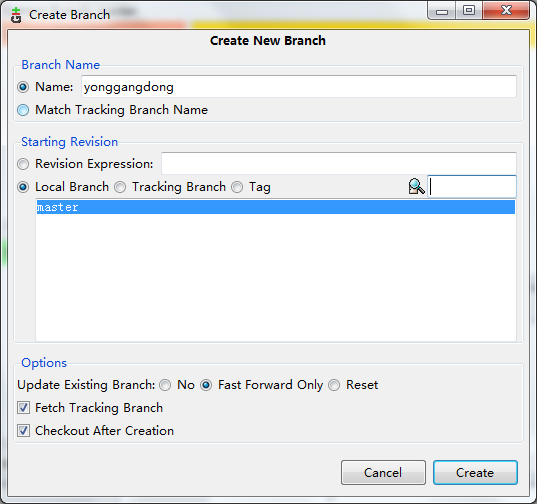 Create Branch
Create New Branch
Branch Name
Name: yonggangdong
Match Tracking Branch Name
Starting Revision
Revision Expression:
Local Branch Tracking Branch Tag
master
Options
Update Existing Branch: No Fast Forward Only Reset
Fetch Tracking Branch
Checkout After Creation
Cancel Create